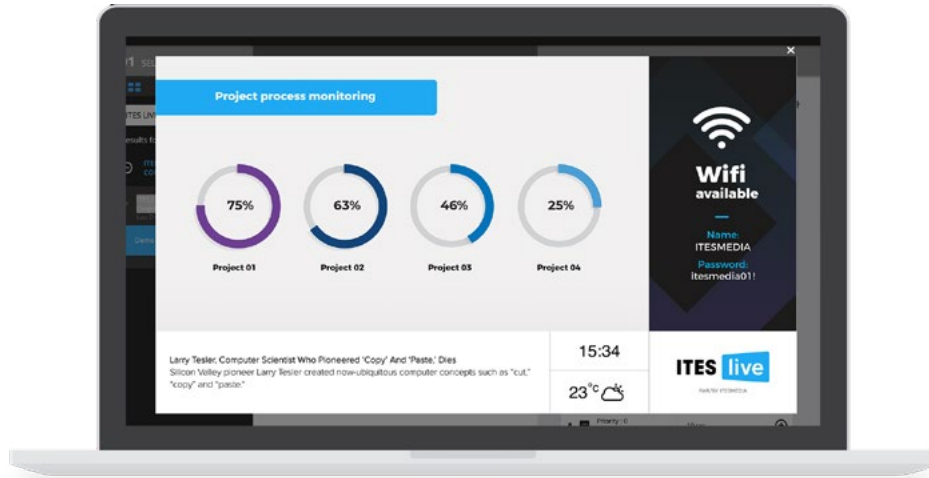 ×
Project process monitoring
75%
63%
46%
25%
Project 01
Project 02
Project 03
Project 04
Wifi
available
Name:
ITESMEDIA
Password:
itesmedia01!
Larry Tesler, Computer Scientist Who Pioneered 'Copy' And 'Paste,' Dies
Silicon Valley pioneer Larry Tesler created now-ubiquitous computer concepts such as "cut,"
"copy" and "paste."
15:34
23°C
ITES live
Priority: 0